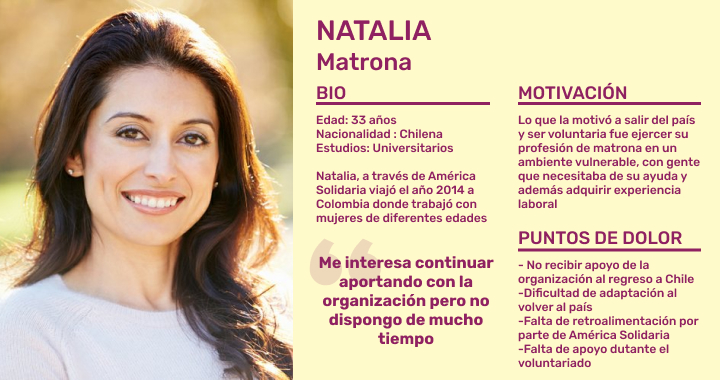 NATALIA
Matrona
BIO
Edad: 33 años
Nacionalidad : Chilena
Estudios: Universitarios
Natalia, a través de América
Solidaria viajó el año 2014 a
Colombia donde trabajó con
mujeres de diferentes edades
“
Me interesa continuar
aportando con la
organización pero no
dispongo de mucho
tiempo
MOTIVACIÓN
Lo que la motivó a salir del país
y ser voluntaria fue ejercer su
profesión de matrona en un
ambiente vulnerable, con gente
que necesitaba de su ayuda y
además adquirir experiencia
laboral
PUNTOS DE DOLOR
- No recibir apoyo de la
organización al regreso a Chile
-Dificultad de adaptación al
volver al país
-Falta de retroalimentación por
parte de América Solidaria
-Falta de apoyo dutante el
voluntariado